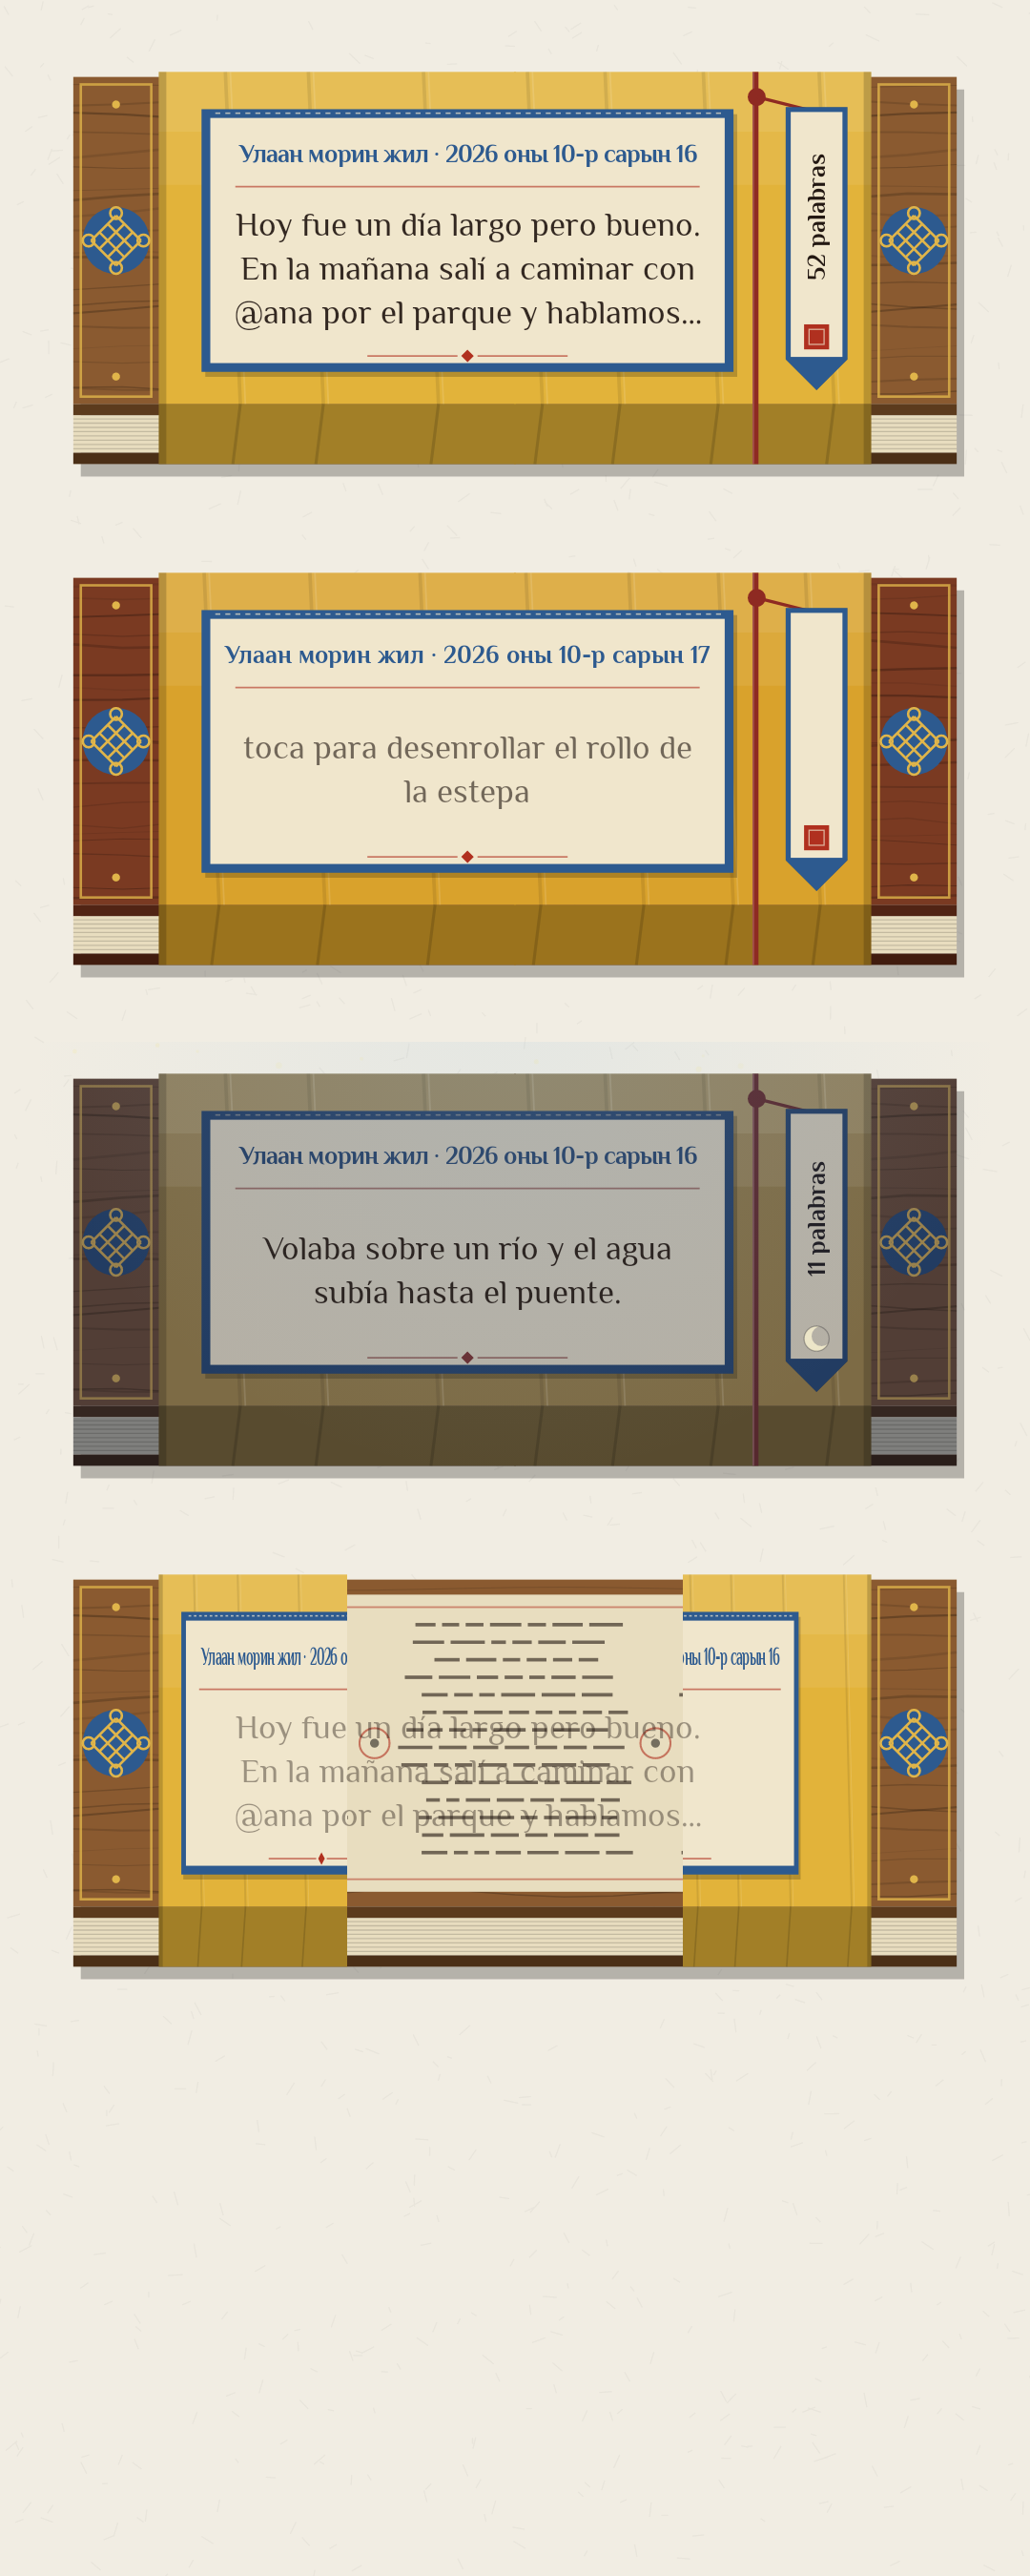 Улаан морин жил · 2026 оны 10-р сарын 16
Hoy fue un día largo pero bueno.
En la mañana salí a caminar con
@ana por el parque y hablamos...
52 palabras
Улаан морин жил · 2026 оны 10-р сарын 17
toca para desenrollar el rollo de
la estepa
Улаан морин жил · 2026 оны 10-р сарын 16
Volaba sobre un río y el agua
subía hasta el puente.
11 palabras
Улаан морин жил · 2026 о
ны 10-р сарын 16
Hoy fue un día largo pero bueno.
En la mañana salí a caminar con
@ana por el parque y hablamos...